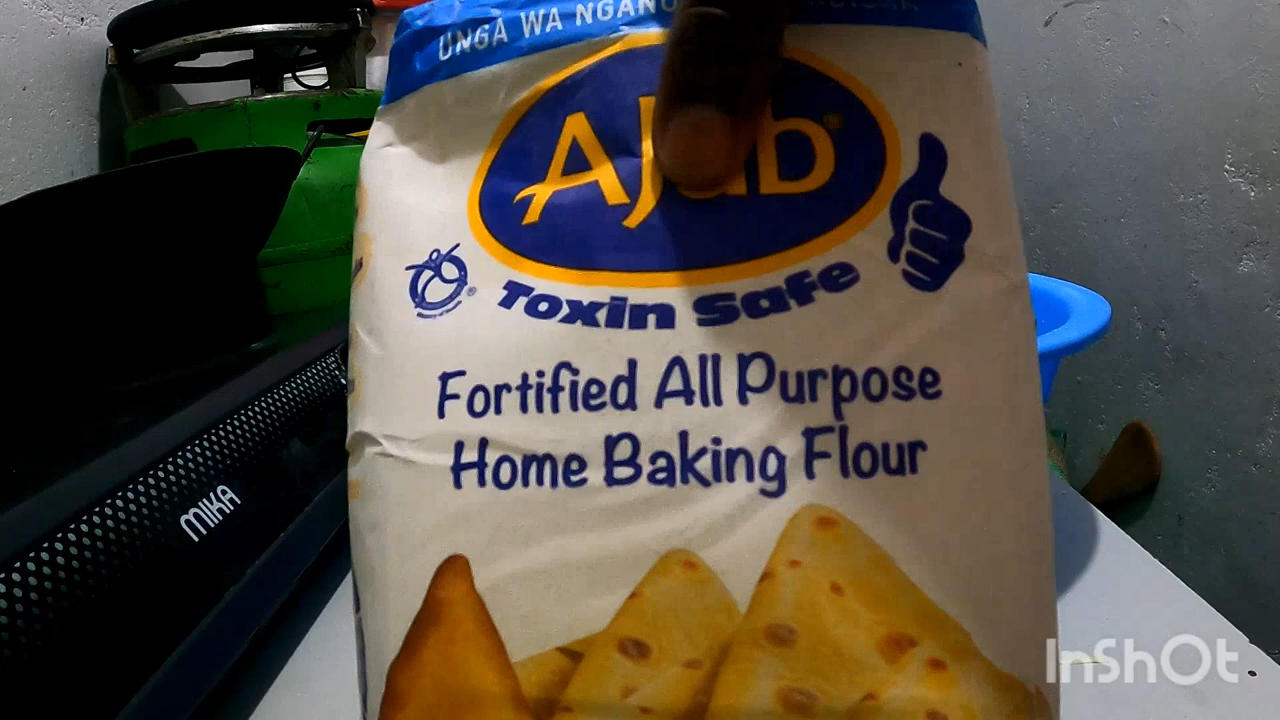 UNGA WA NGANO
Ajab
Toxin Safe
Fortified All Purpose
Home Baking Flour
MIKA
InShOt